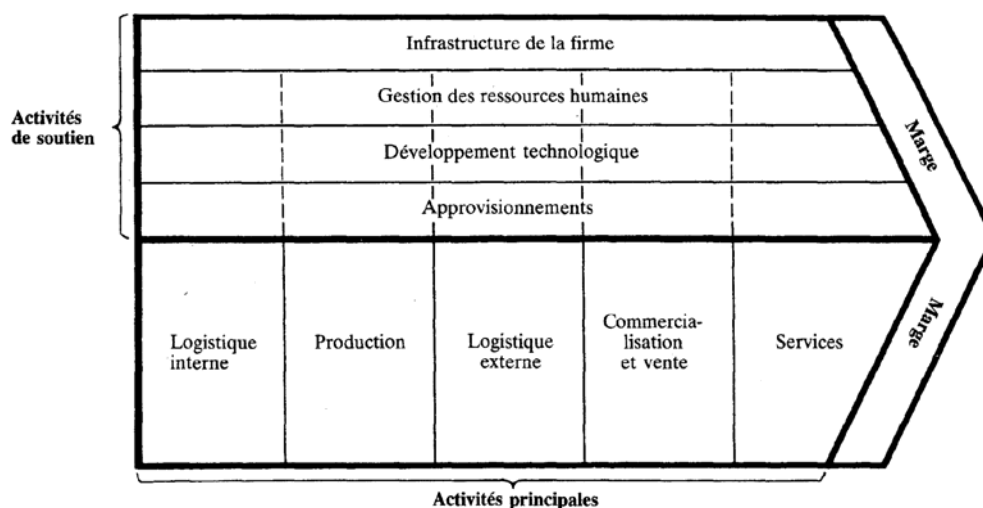 Infrastructure de la firme
Gestion des ressources humaines
Activités
de soutien
Développement technologique
Approvisionnements
Marge
Logistique
interne
Production
Logistique
externe
Commercia-
lisation
et vente
Services
Marge
Activités principales